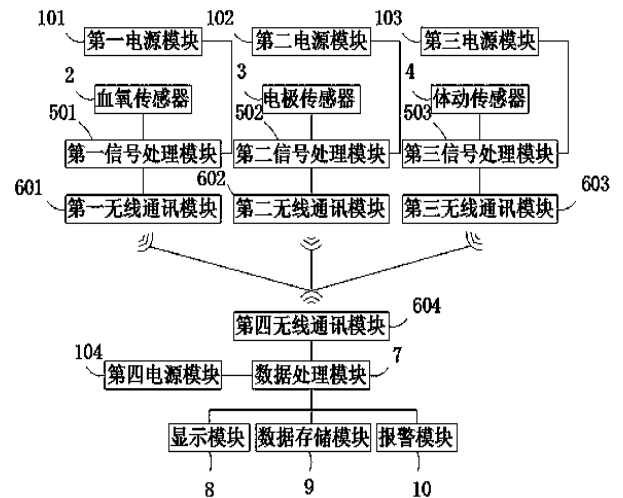 101 102 103
第一电源模块 第二电源模块 第三电源模块
2 3 4
血氧传感器 电极传感器 体动传感器
501 502 503
第一信号处理模块 第二信号处理模块 第三信号处理模块
601 602 603
第一无线通讯模块 第二无线通讯模块 第三无线通讯模块
604
第四无线通讯模块
104 7
第四电源模块 数据处理模块
显示模块 数据存储模块 报警模块
8 9 10